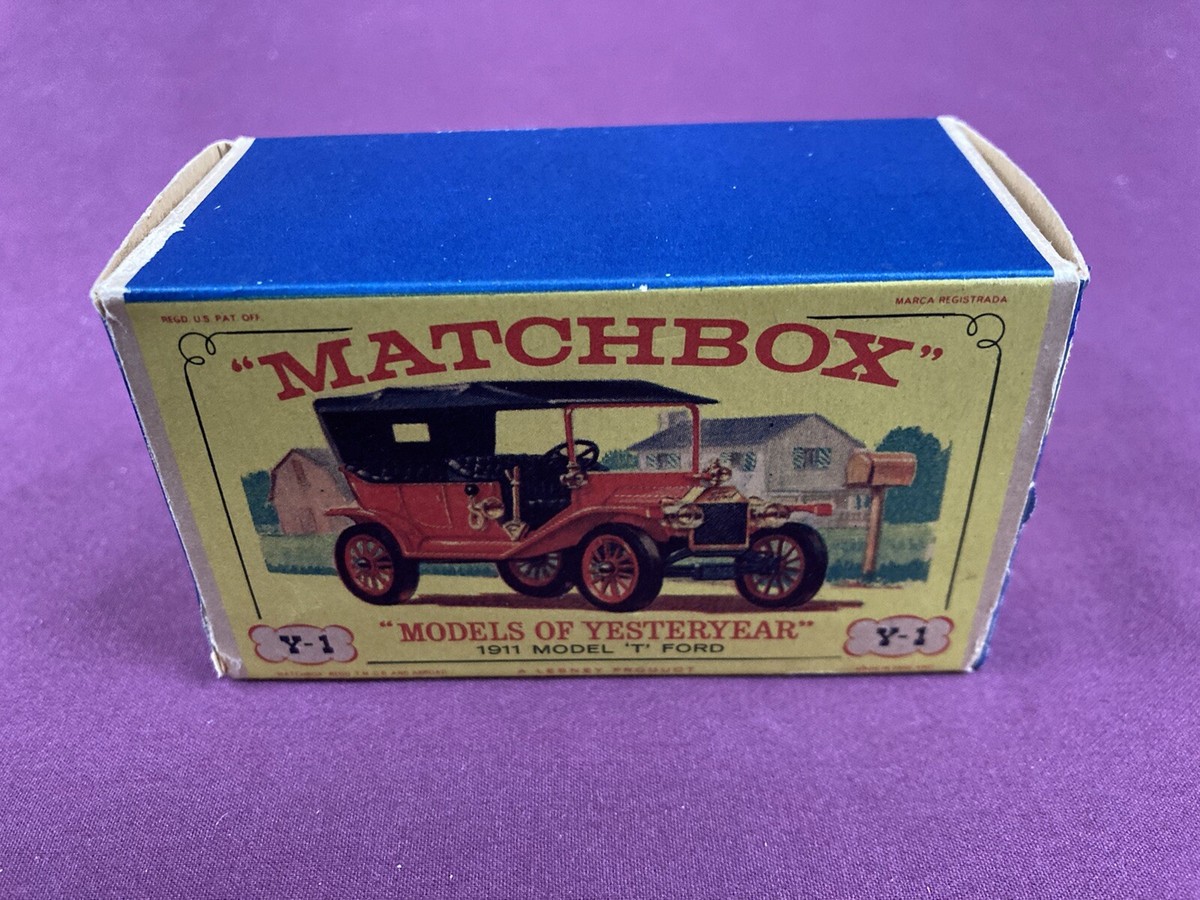 REGD. U.S. PAT. OFF.
MARCA REGISTRADA
"MATCHBOX"
Y-1
"MODELS OF YESTERYEAR"
Y-1
1911 MODEL 'T' FORD
A LESNEY PRODUCT